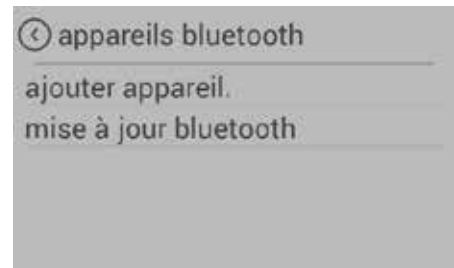 appareils bluetooth
ajouter appareil.
mise à jour bluetooth